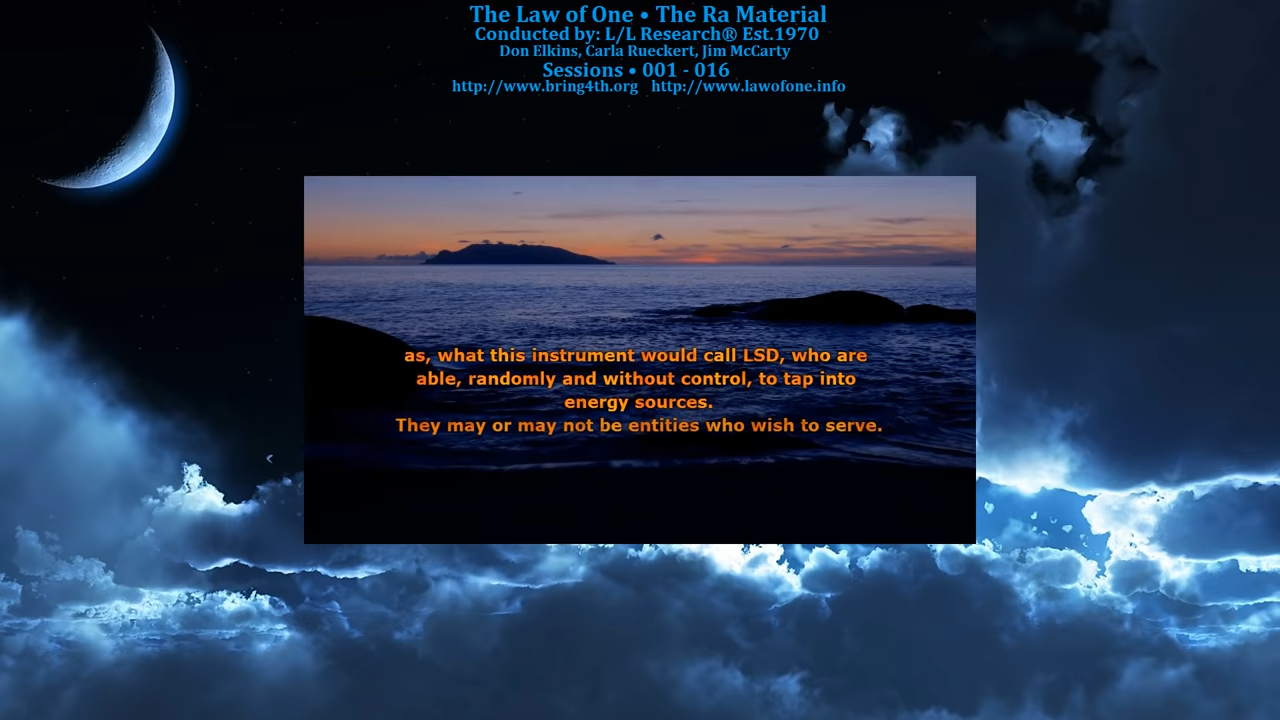 The Law of One • The Ra Material
Conducted by: L/L Research® Est.1970
Don Elkins, Carla Rueckert, Jim McCarty
Sessions • 001 - 016
http://www.bring4th.org   http://www.lawofone.info
as, what this instrument would call LSD, who are
able, randomly and without control, to tap into
energy sources.
They may or may not be entities who wish to serve.